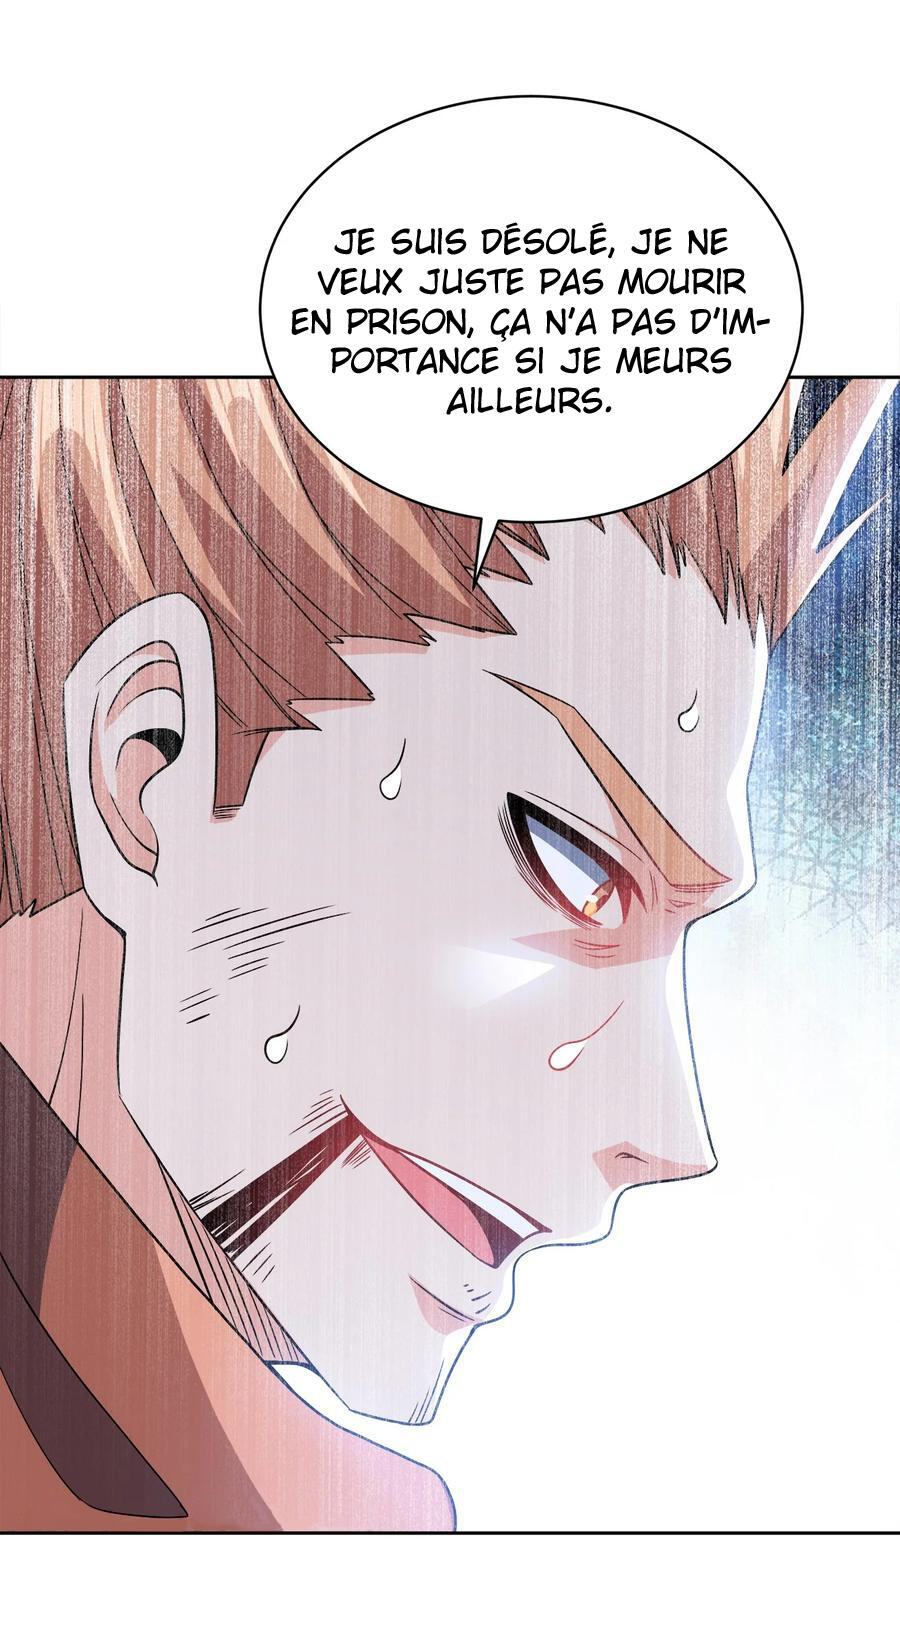 JE SUIS DÉSOLÉ, JE NE
VEUX JUSTE PAS MOURIR
EN PRISON, ÇA N'A PAS D'IM-
PORTANCE SI JE MEURS
AILLEURS.